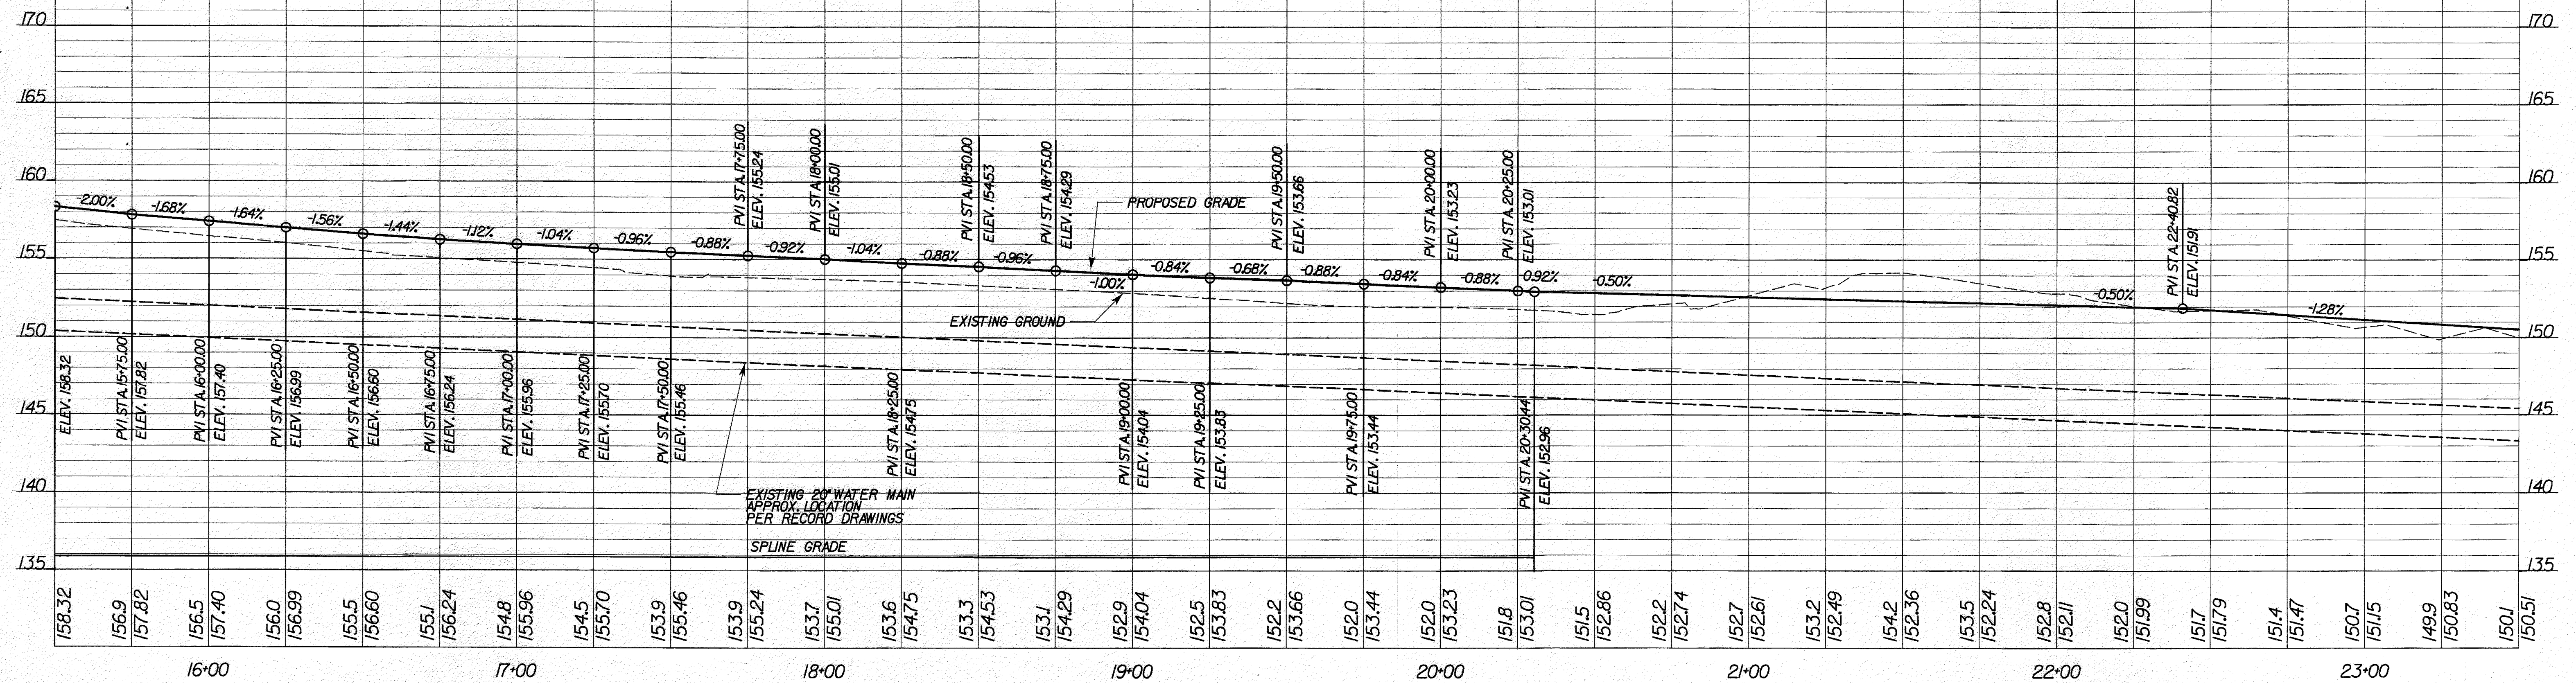 170
170
165
165
160
160
155
155
150
150
145
145
140
140
135
135
-2.00%
-1.68%
-1.64%
-1.56%
-1.44%
-1.12%
-1.04%
-0.96%
-0.88%
-0.92%
-1.04%
-0.88%
-0.96%
-1.00%
-0.84%
-0.68%
-0.88%
-0.84%
-0.88%
-0.92%
-0.50%
-0.50%
-1.28%
ELEV. 158.32
PVI STA.15+75.00
ELEV. 157.82
PVI STA.16+00.00
ELEV. 157.40
PVI STA.16+25.00
ELEV. 156.99
PVI STA.16+50.00
ELEV. 156.60
PVI STA.16+75.00
ELEV. 156.24
PVI STA.17+00.00
ELEV. 155.96
PVI STA.17+25.00
ELEV. 155.70
PVI STA.17+50.00
ELEV. 155.46
PVI STA.17+75.00
ELEV. 155.24
PVI STA.18+00.00
ELEV. 155.01
PVI STA.18+25.00
ELEV. 154.75
PVI STA.18+50.00
ELEV. 154.53
PVI STA.18+75.00
ELEV. 154.29
PVI STA.19+00.00
ELEV. 154.04
PVI STA.19+25.00
ELEV. 153.83
PVI STA.19+50.00
ELEV. 153.66
PVI STA.19+75.00
ELEV. 153.44
PVI STA.20+00.00
ELEV. 153.23
PVI STA.20+25.00
ELEV. 153.01
PVI STA.20+30.44
ELEV. 152.96
PVI STA.22+40.82
ELEV. 151.91
PROPOSED GRADE
EXISTING GROUND
EXISTING 20" WATER MAIN
APPROX. LOCATION
PER RECORD DRAWINGS
SPLINE GRADE
158.32
156.9
157.82
156.5
157.40
156.0
156.99
155.5
156.60
155.1
156.24
154.8
155.96
154.5
155.70
153.9
155.46
153.9
155.24
153.7
155.01
153.6
154.75
153.3
154.53
153.1
154.29
152.9
154.04
152.5
153.83
152.2
153.66
152.0
153.44
152.0
153.23
151.8
153.01
151.5
152.86
152.2
152.74
152.7
152.61
153.2
152.49
154.2
152.36
153.5
152.24
152.8
152.11
152.0
151.99
151.7
151.79
151.4
151.47
150.7
151.15
149.9
150.83
150.1
150.51
16+00
17+00
18+00
19+00
20+00
21+00
22+00
23+00